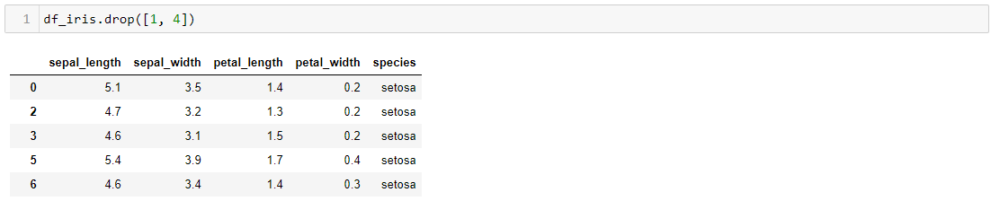 1 df_iris.drop([1, 4])
sepal_length sepal_width petal_length petal_width species
0 5.1 3.5 1.4 0.2 setosa
2 4.7 3.2 1.3 0.2 setosa
3 4.6 3.1 1.5 0.2 setosa
5 5.4 3.9 1.7 0.4 setosa
6 4.6 3.4 1.4 0.3 setosa